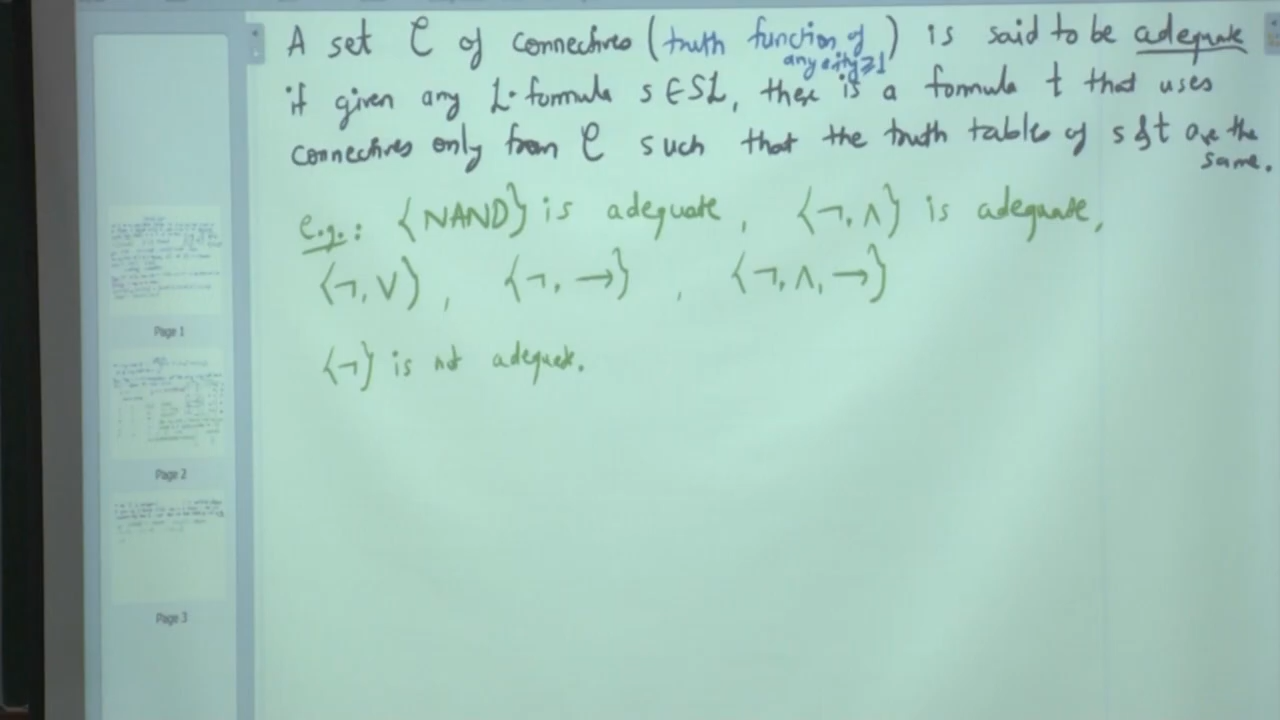 A set C of connectives (truth function of any arity ≥1) is said to be adequate
if given any L-formula s ∈ SL, there is a formula t that uses
connectives only from C such that the truth tables of s & t are the same.
e.g.: {NAND} is adequate, {¬, ∧} is adequate,
{¬, ∨}, {¬, →}, {¬, ∧, →}
{¬} is not adequate.
Page 1
Page 2
Page 3